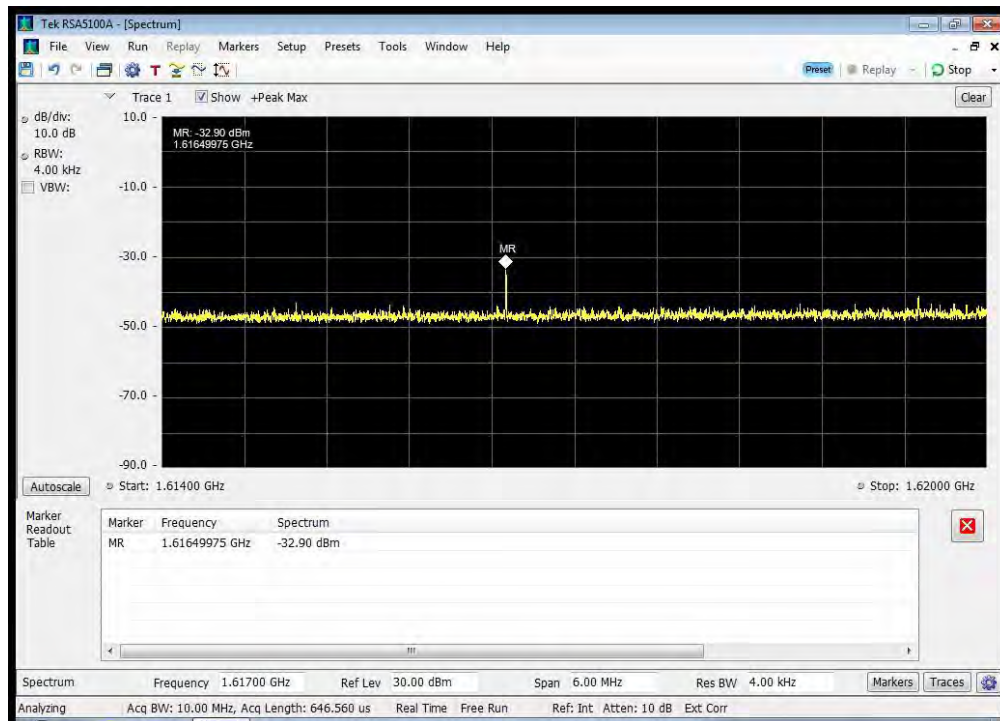 Tek RSA5100A - [Spectrum]
File View Run Replay Markers Setup Presets Tools Window Help
T
Preset Replay Stop
Trace 1 Show +Peak Max
Clear
dB/div:
10.0 dB
RBW:
4.00 kHz
VBW:
10.0
MR: -32.90 dBm
1.61649975 GHz
-10.0
MR
-30.0
-50.0
-70.0
-90.0
Autoscale
Start: 1.61400 GHz
Stop: 1.62000 GHz
Marker
Readout
Table
Marker Frequency Spectrum
MR 1.61649975 GHz -32.90 dBm
Spectrum Frequency 1.61700 GHz Ref Lev 30.00 dBm Span 6.00 MHz Res BW 4.00 kHz Markers Traces
Analyzing Acq BW: 10.00 MHz, Acq Length: 646.560 us Real Time Free Run Ref: Int Atten: 10 dB Ext Corr